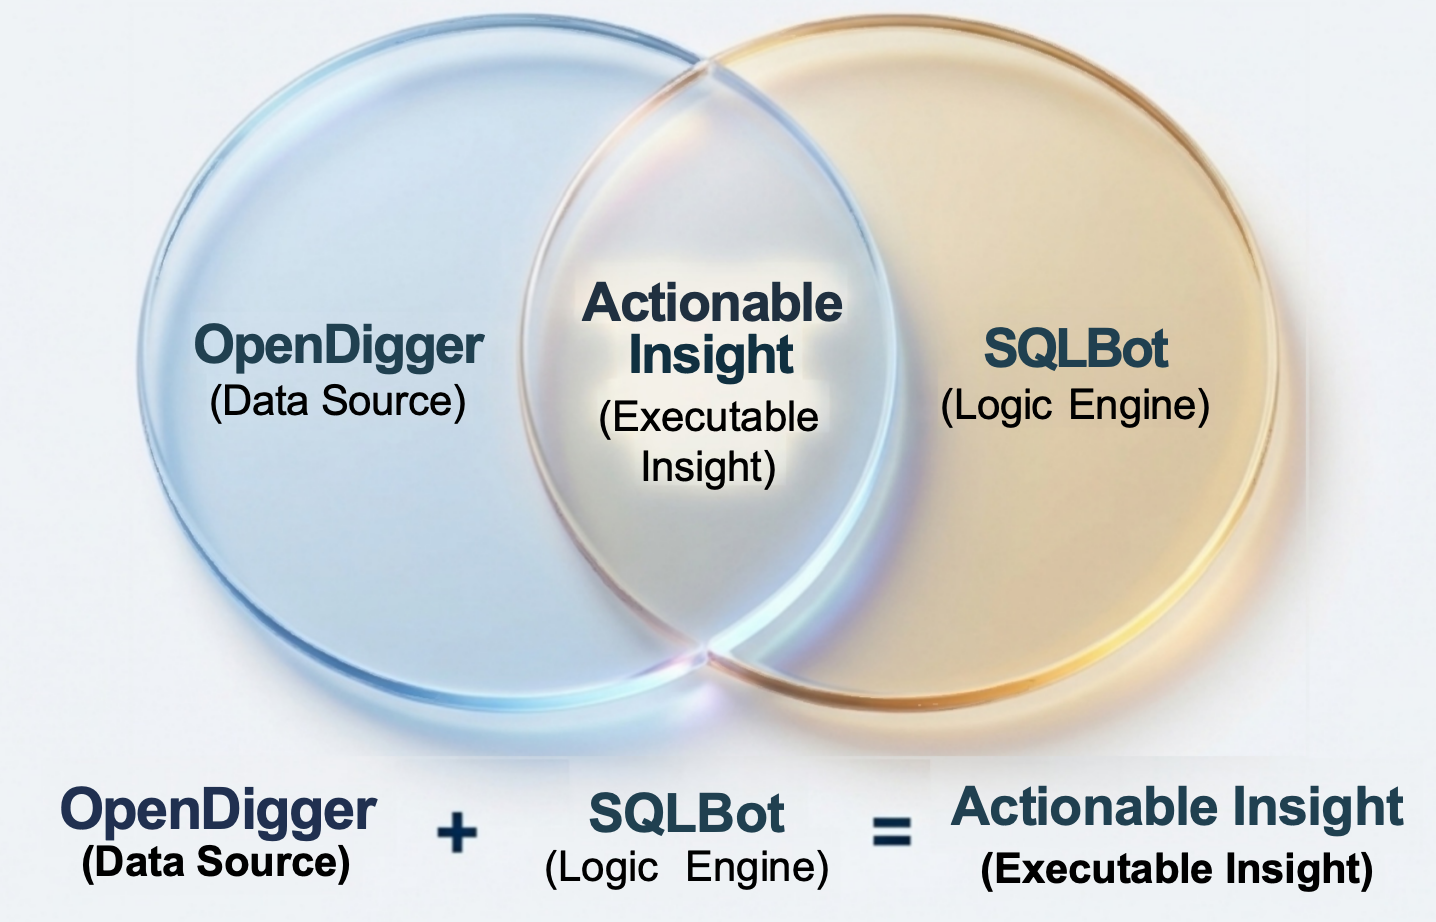 OpenDigger
(Data Source)
Actionable
Insight
(Executable
Insight)
SQLBot
(Logic Engine)
OpenDigger
(Data Source)
+
SQLBot
(Logic Engine)
=
Actionable Insight
(Executable Insight)